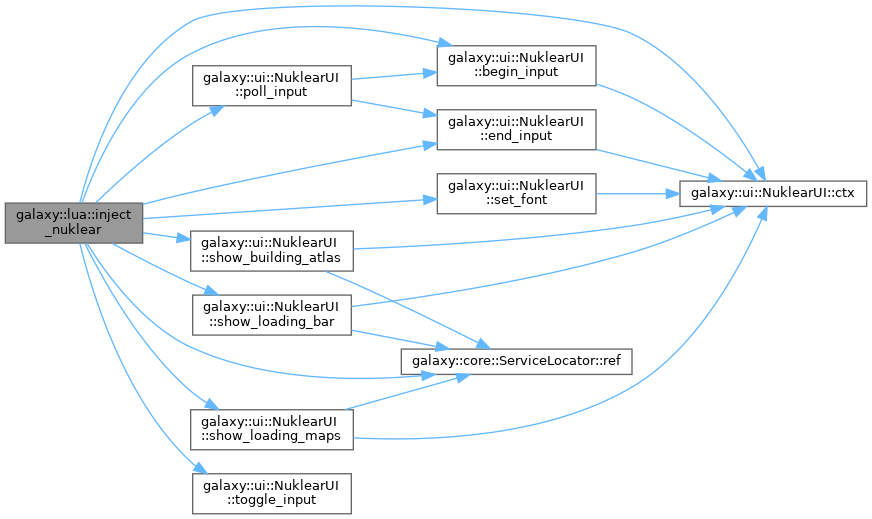 galaxy::lua::inject
_nuklear
galaxy::ui::NuklearUI
::poll_input
galaxy::ui::NuklearUI
::begin_input
galaxy::ui::NuklearUI
::end_input
galaxy::ui::NuklearUI
::set_font
galaxy::ui::NuklearUI::ctx
galaxy::ui::NuklearUI
::show_building_atlas
galaxy::ui::NuklearUI
::show_loading_bar
galaxy::core::ServiceLocator::ref
galaxy::ui::NuklearUI
::show_loading_maps
galaxy::ui::NuklearUI
::toggle_input